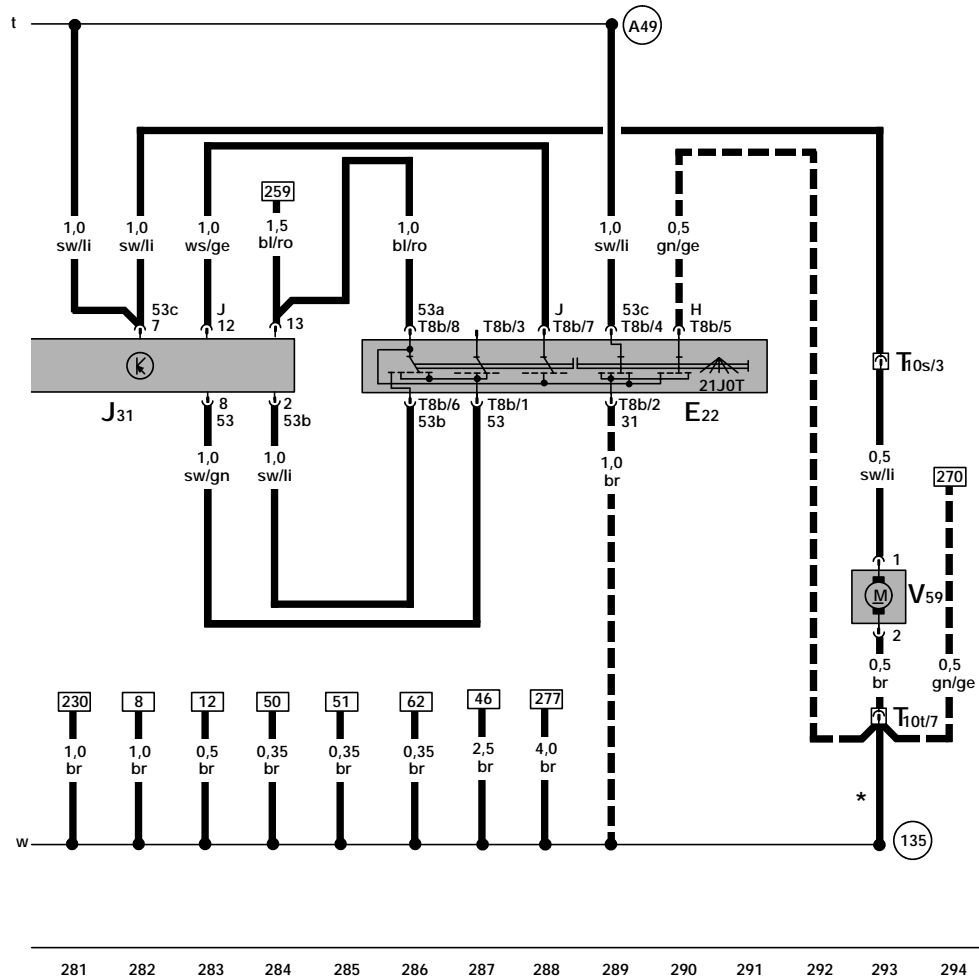 t
A49
259
1,0
sw/li
1,0
sw/li
1,0
ws/ge
1,5
bl/ro
1,0
bl/ro
1,0
sw/li
0,5
gn/ge
53c
7
J
12
13
53a
T8b/8
T8b/3
J
T8b/7
53c
T8b/4
H
T8b/5
T10s/3
21J0T
J31
8
53
2
53b
T8b/6
53b
T8b/1
53
T8b/2
31
E22
1,0
sw/gn
1,0
sw/li
1,0
br
0,5
sw/li
270
1
M
V59
2
0,5
br
0,5
gn/ge
230
8
12
50
51
62
46
277
T10t/7
1,0
br
1,0
br
0,5
br
0,35
br
0,35
br
0,35
br
2,5
br
4,0
br
*
w
135
281 282 283 284 285 286 287 288 289 290 291 292 293 294